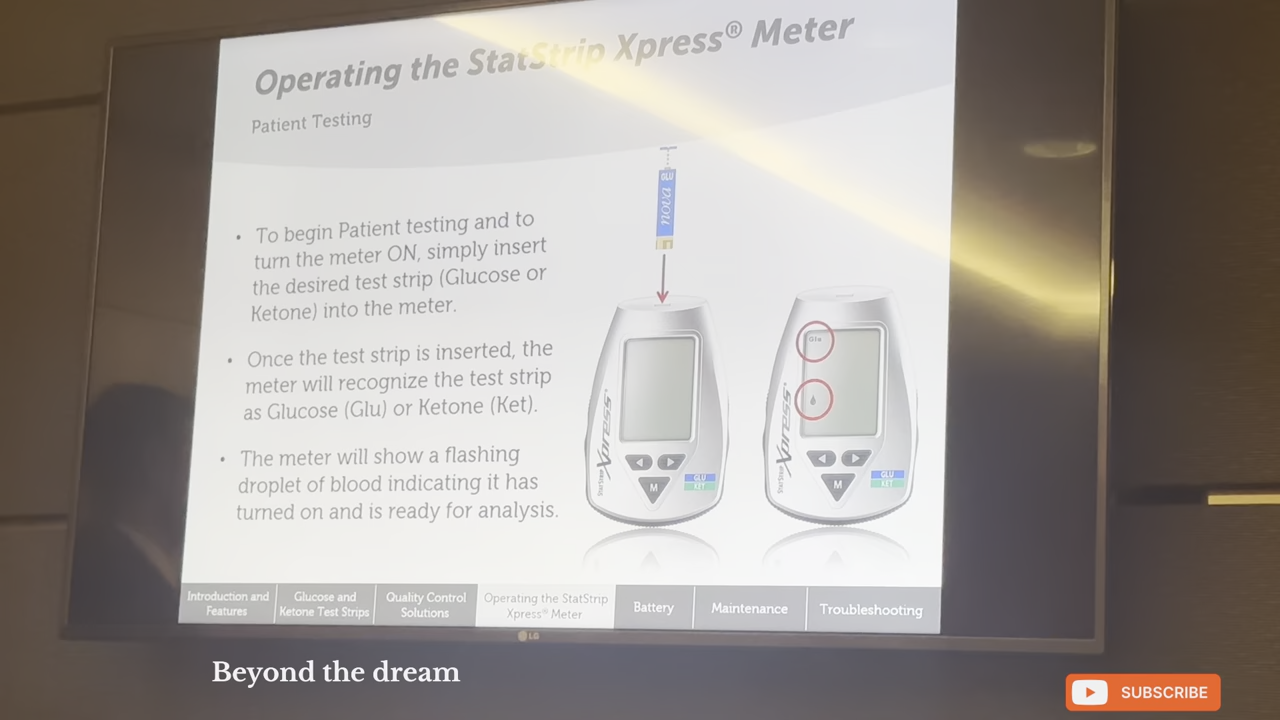 Operating the StatStrip Xpress® Meter
Patient Testing
• To begin Patient testing and to
turn the meter ON, simply insert
the desired test strip (Glucose or
Ketone) into the meter.
• Once the test strip is inserted, the
meter will recognize the test strip
as Glucose (Glu) or Ketone (Ket).
• The meter will show a flashing
droplet of blood indicating it has
turned on and is ready for analysis.
GLU
nova
StatStrip Xpress
M
GLU
KET
Glu
StatStrip Xpress
M
GLU
KET
Introduction and
Features
Glucose and
Ketone Test Strips
Quality Control
Solutions
Operating the StatStrip
Xpress® Meter
Battery
Maintenance
Troubleshooting
LG
Beyond the dream
SUBSCRIBE